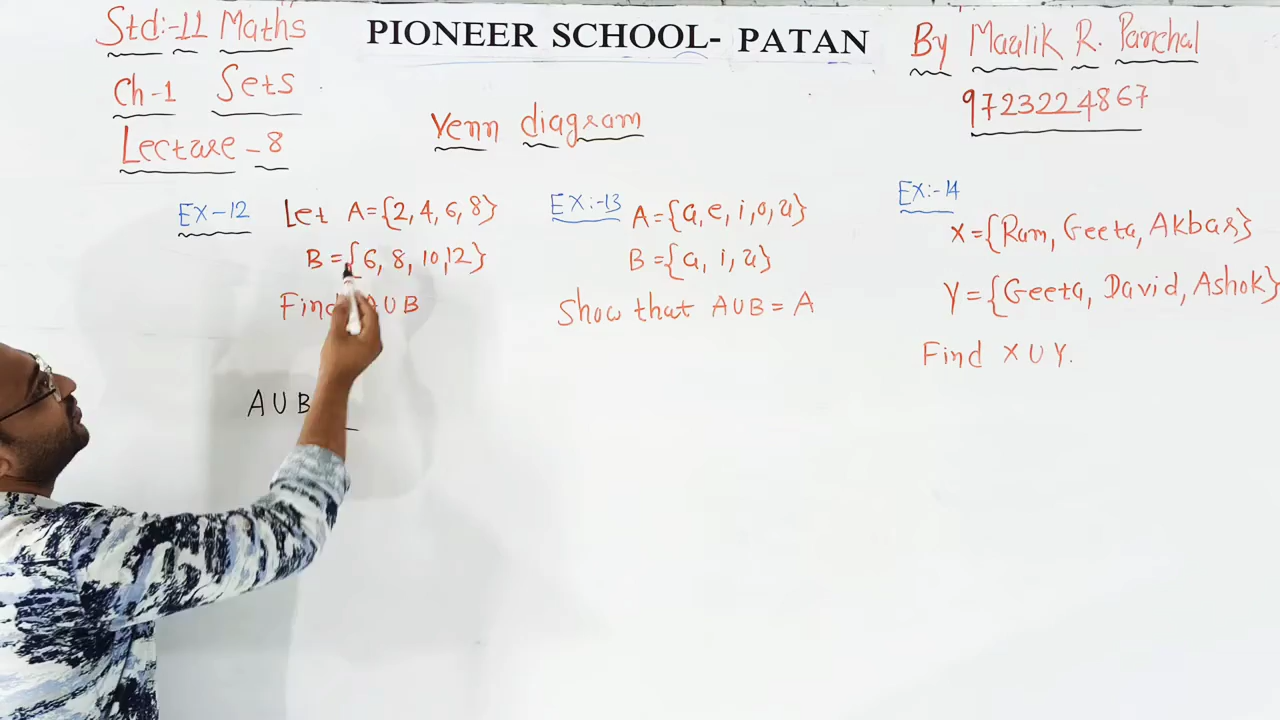 Std:-11 Maths
Ch-1 Sets
Lecture-8
PIONEER SCHOOL- PATAN
By Maulik R. Panchal
9723224867
Venn diagram
EX-12 Let A={2,4,6,8}
B={6, 8, 10,12}
Find A∪B
A∪B
EX:-13 A={a,e,i,o,u}
B={a, i, u}
Show that A∪B=A
EX:-14
X={Ram, Geeta, Akbar}
Y={Geeta, David, Ashok}
Find X∪Y.